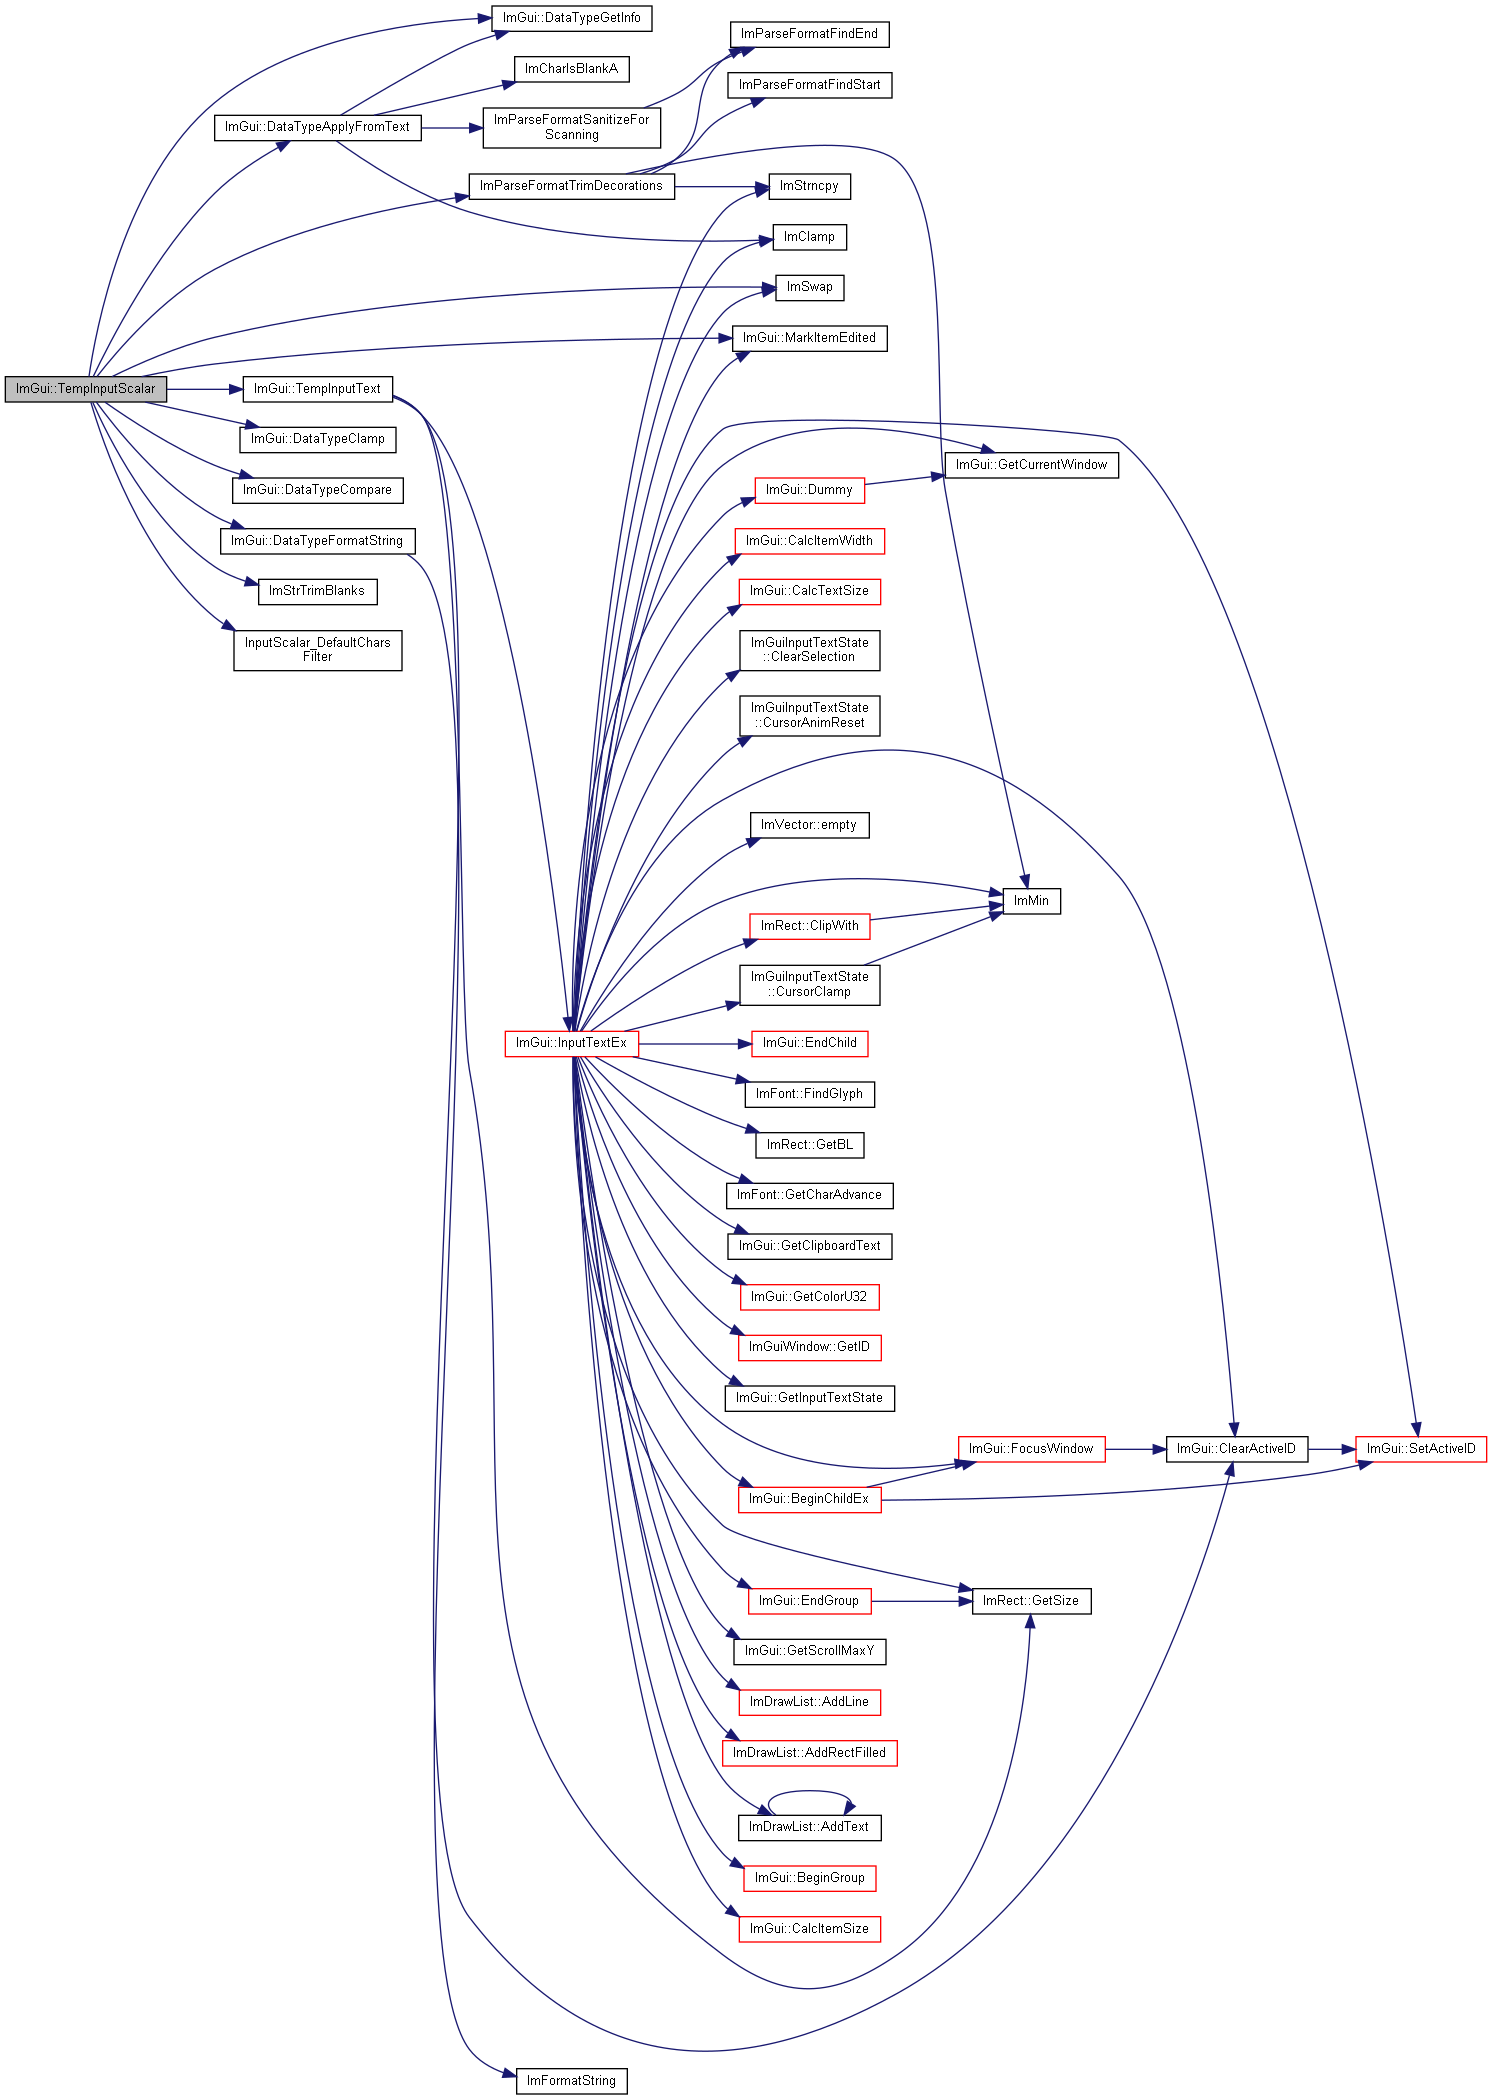 ImGui::DataTypeGetInfo
ImParseFormatFindEnd
ImCharIsBlankA
ImParseFormatFindStart
ImGui::DataTypeApplyFromText
ImParseFormatSanitizeFor
Scanning
ImParseFormatTrimDecorations
ImStrncpy
ImClamp
ImSwap
ImGui::MarkItemEdited
ImGui::TempInputScalar
ImGui::TempInputText
ImGui::DataTypeClamp
ImGui::GetCurrentWindow
ImGui::DataTypeCompare
ImGui::Dummy
ImGui::DataTypeFormatString
ImGui::CalcItemWidth
ImStrTrimBlanks
ImGui::CalcTextSize
InputScalar_DefaultChars
Filter
ImGuiInputTextState
::ClearSelection
ImGuiInputTextState
::CursorAnimReset
ImVector::empty
ImMin
ImRect::ClipWith
ImGuiInputTextState
::CursorClamp
ImGui::InputTextEx
ImGui::EndChild
ImFont::FindGlyph
ImRect::GetBL
ImFont::GetCharAdvance
ImGui::GetClipboardText
ImGui::GetColorU32
ImGuiWindow::GetID
ImGui::GetInputTextState
ImGui::FocusWindow
ImGui::ClearActiveID
ImGui::SetActiveID
ImGui::BeginChildEx
ImGui::EndGroup
ImRect::GetSize
ImGui::GetScrollMaxY
ImDrawList::AddLine
ImDrawList::AddRectFilled
ImDrawList::AddText
ImGui::BeginGroup
ImGui::CalcItemSize
ImFormatString